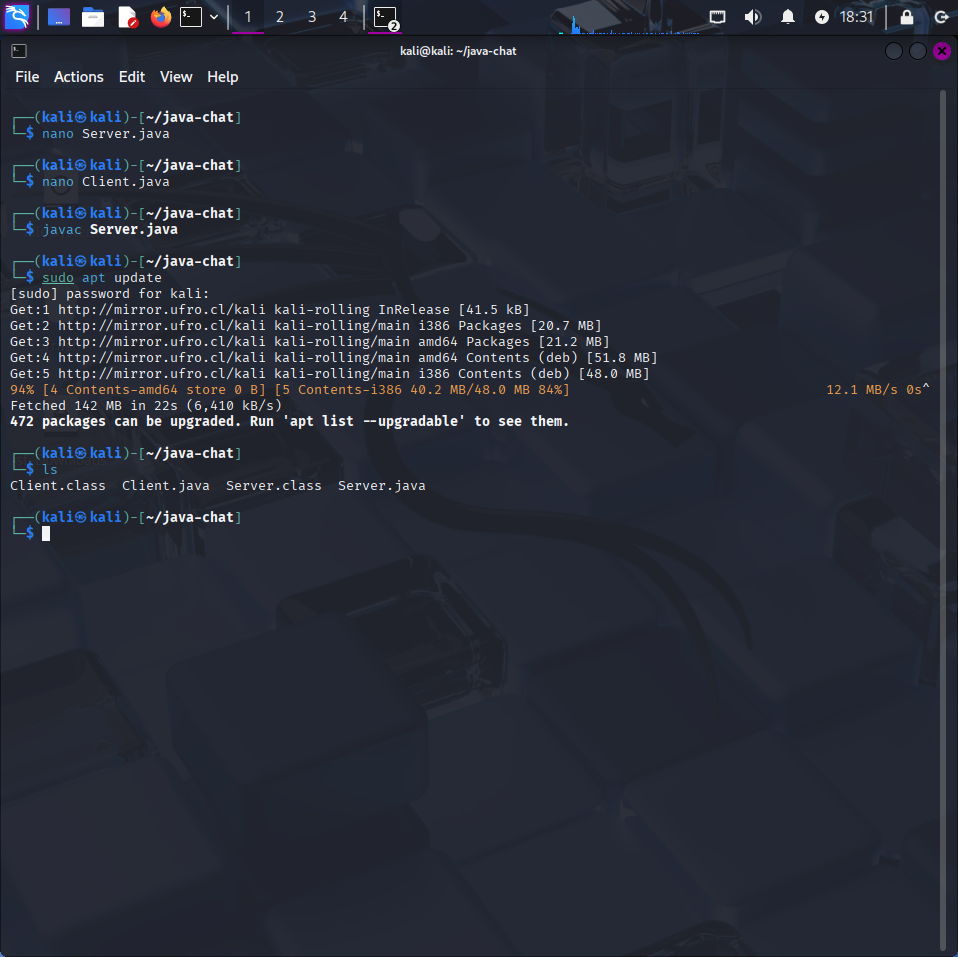 1 2 3 4 2 18:31
kali@kali: ~/java-chat
File Actions Edit View Help
┌──(kali㉿kali)-[~/java-chat]
└─$ nano Server.java
┌──(kali㉿kali)-[~/java-chat]
└─$ nano Client.java
┌──(kali㉿kali)-[~/java-chat]
└─$ javac Server.java
┌──(kali㉿kali)-[~/java-chat]
└─$ sudo apt update
[sudo] password for kali:
Get:1 http://mirror.ufro.cl/kali kali-rolling InRelease [41.5 kB]
Get:2 http://mirror.ufro.cl/kali kali-rolling/main i386 Packages [20.7 MB]
Get:3 http://mirror.ufro.cl/kali kali-rolling/main amd64 Packages [21.2 MB]
Get:4 http://mirror.ufro.cl/kali kali-rolling/main amd64 Contents (deb) [51.8 MB]
Get:5 http://mirror.ufro.cl/kali kali-rolling/main i386 Contents (deb) [48.0 MB]
94% [4 Contents-amd64 store 0 B] [5 Contents-i386 40.2 MB/48.0 MB 84%] 12.1 MB/s 0s^
Fetched 142 MB in 22s (6,410 kB/s)
472 packages can be upgraded. Run 'apt list --upgradable' to see them.
┌──(kali㉿kali)-[~/java-chat]
└─$ ls
Client.class Client.java Server.class Server.java
┌──(kali㉿kali)-[~/java-chat]
└─$